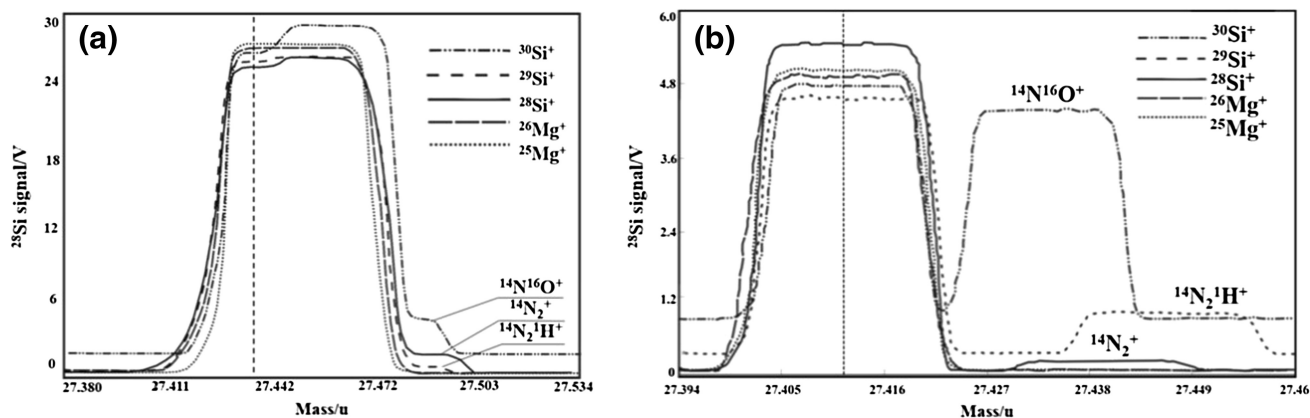 (a)
30
24
18
12
6
0
²⁸Si signal/V
³⁰Si⁺
²⁹Si⁺
²⁸Si⁺
²⁶Mg⁺
²⁵Mg⁺
¹⁴N¹⁶O⁺
¹⁴N₂⁺
¹⁴N₂¹H⁺
27.380 27.411 27.442 27.472 27.503 27.534
Mass/u
(b)
6.0
4.8
3.6
2.4
1.2
0
²⁸Si signal/V
³⁰Si⁺
²⁹Si⁺
²⁸Si⁺
²⁶Mg⁺
²⁵Mg⁺
¹⁴N¹⁶O⁺
¹⁴N₂¹H⁺
¹⁴N₂⁺
27.394 27.405 27.416 27.427 27.438 27.449 27.46
Mass/u